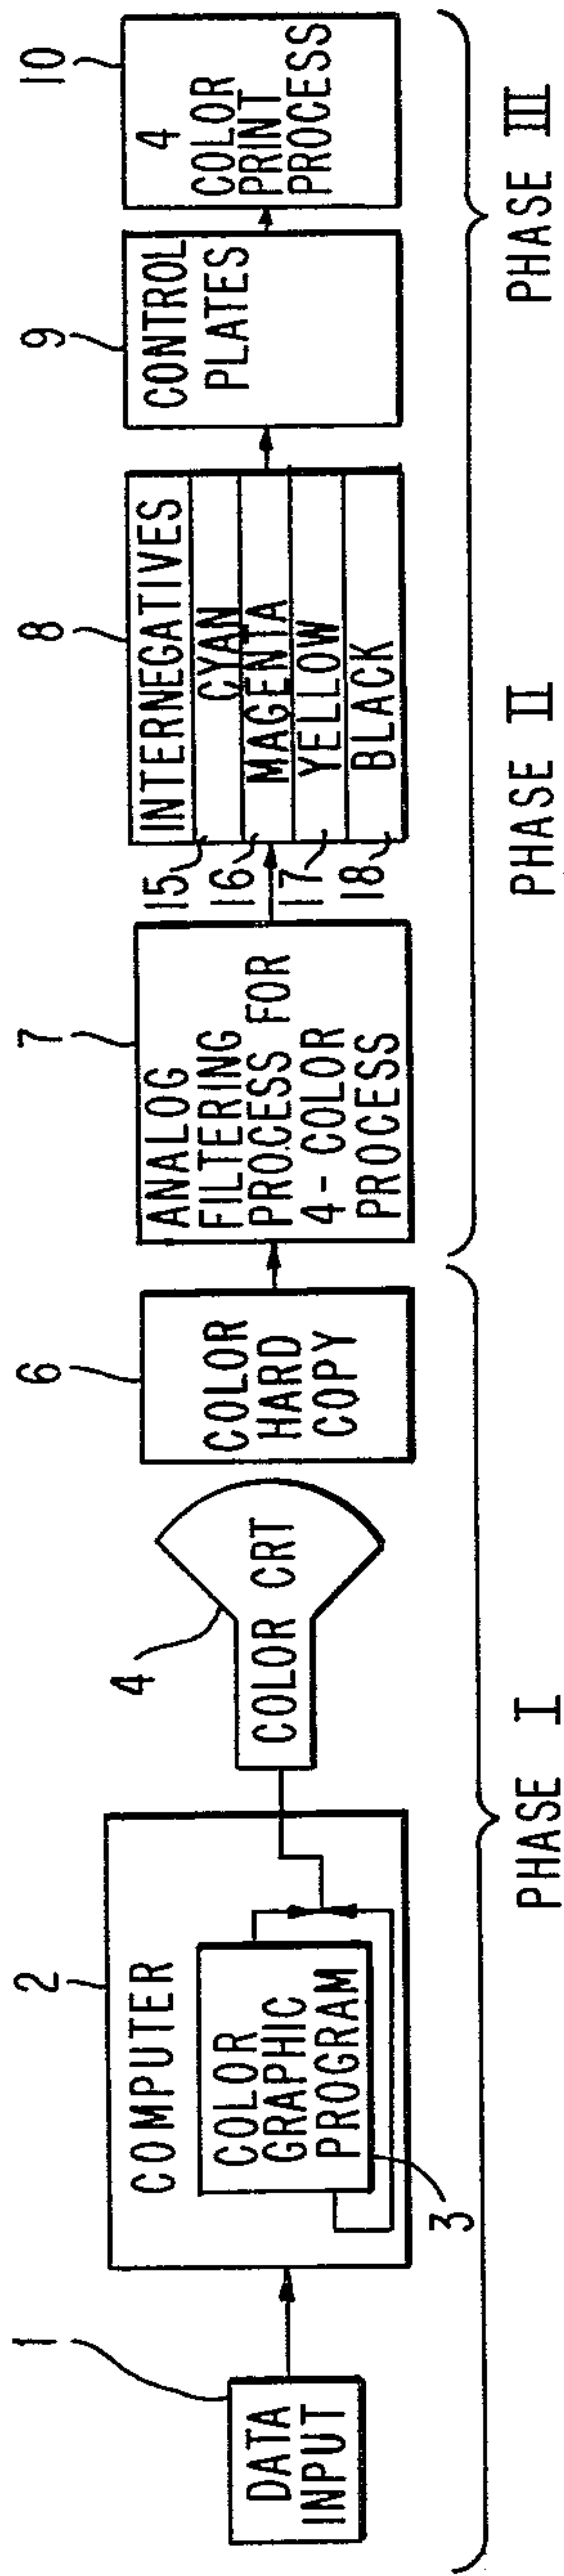 1
DATA
INPUT
2
COMPUTER
COLOR
GRAPHIC
PROGRAM
3
4
COLOR CRT
6
COLOR
HARD
COPY
7
ANALOG
FILTERING
PROCESS FOR
4-COLOR
PROCESS
8
INTERNEGATIVES
15
CYAN
16
MAGENTA
17
YELLOW
18
BLACK
9
CONTROL
PLATES
10
4
COLOR
PRINT
PROCESS
PHASE I
PHASE II
PHASE III